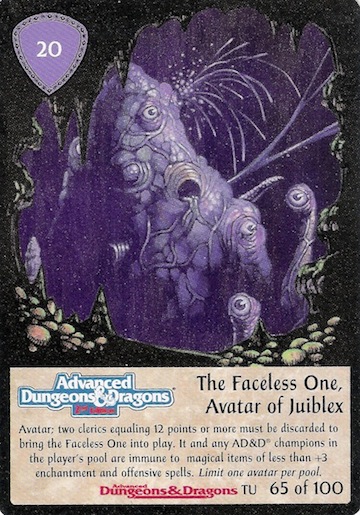 20
Advanced
Dungeons & Dragons
The Faceless One,
Avatar of Juiblex
Avatar; two clerics equaling 12 points or more must be discarded to
bring the Faceless One into play. It and any AD&D® champions in
the player's pool are immune to magical items of less than +3
enchantment and offensive spells. Limit one avatar per pool.
Advanced
Dungeons & Dragons TU 65 of 100